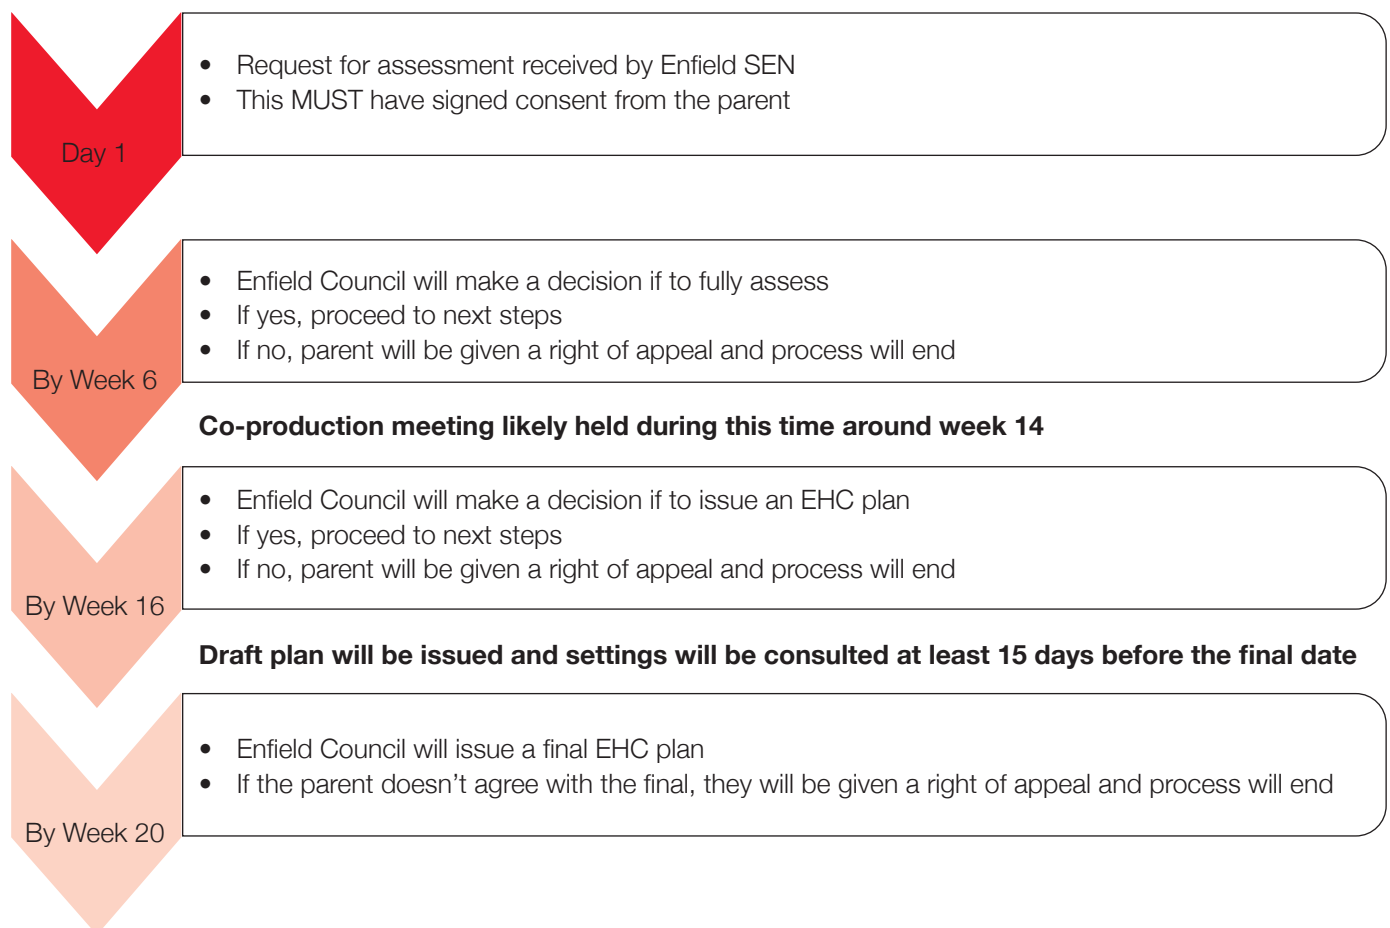 Day 1
• Request for assessment received by Enfield SEN
• This MUST have signed consent from the parent
By Week 6
• Enfield Council will make a decision if to fully assess
• If yes, proceed to next steps
• If no, parent will be given a right of appeal and process will end
Co-production meeting likely held during this time around week 14
By Week 16
• Enfield Council will make a decision if to issue an EHC plan
• If yes, proceed to next steps
• If no, parent will be given a right of appeal and process will end
Draft plan will be issued and settings will be consulted at least 15 days before the final date
By Week 20
• Enfield Council will issue a final EHC plan
• If the parent doesn’t agree with the final, they will be given a right of appeal and process will end